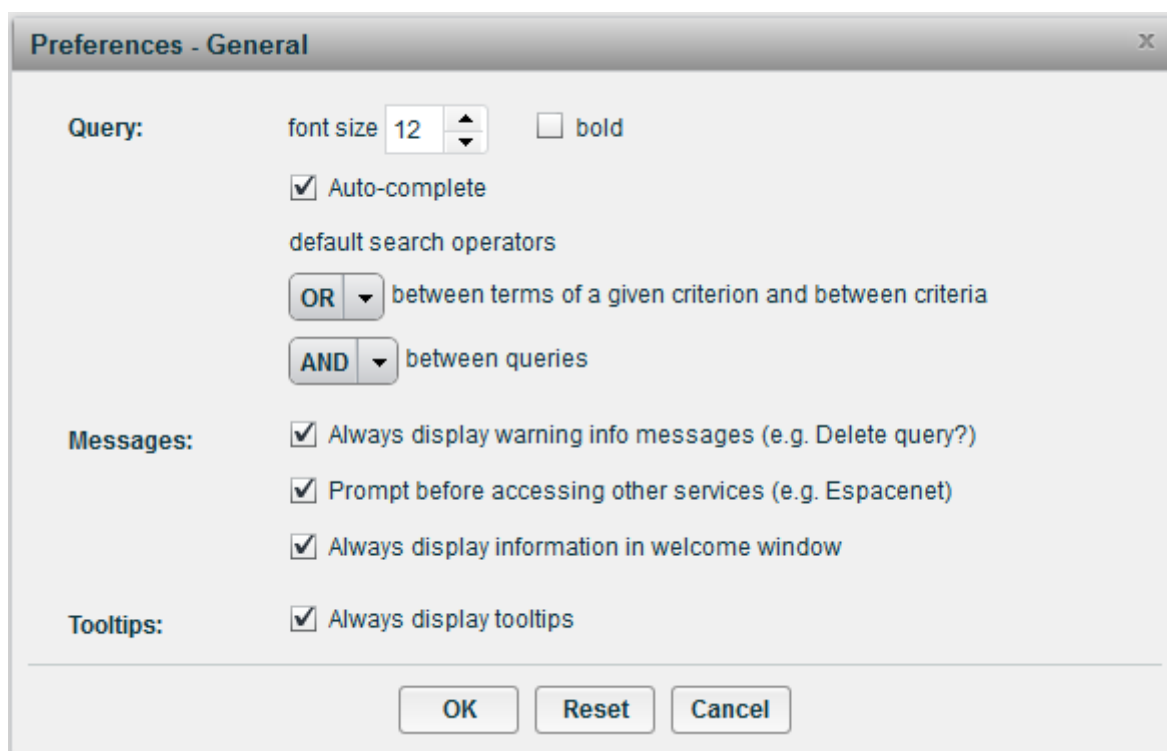 Preferences - General x
Query: font size 12 bold
Auto-complete
default search operators
OR between terms of a given criterion and between criteria
AND between queries
Messages: Always display warning info messages (e.g. Delete query?)
Prompt before accessing other services (e.g. Espacenet)
Always display information in welcome window
Tooltips: Always display tooltips
OK Reset Cancel